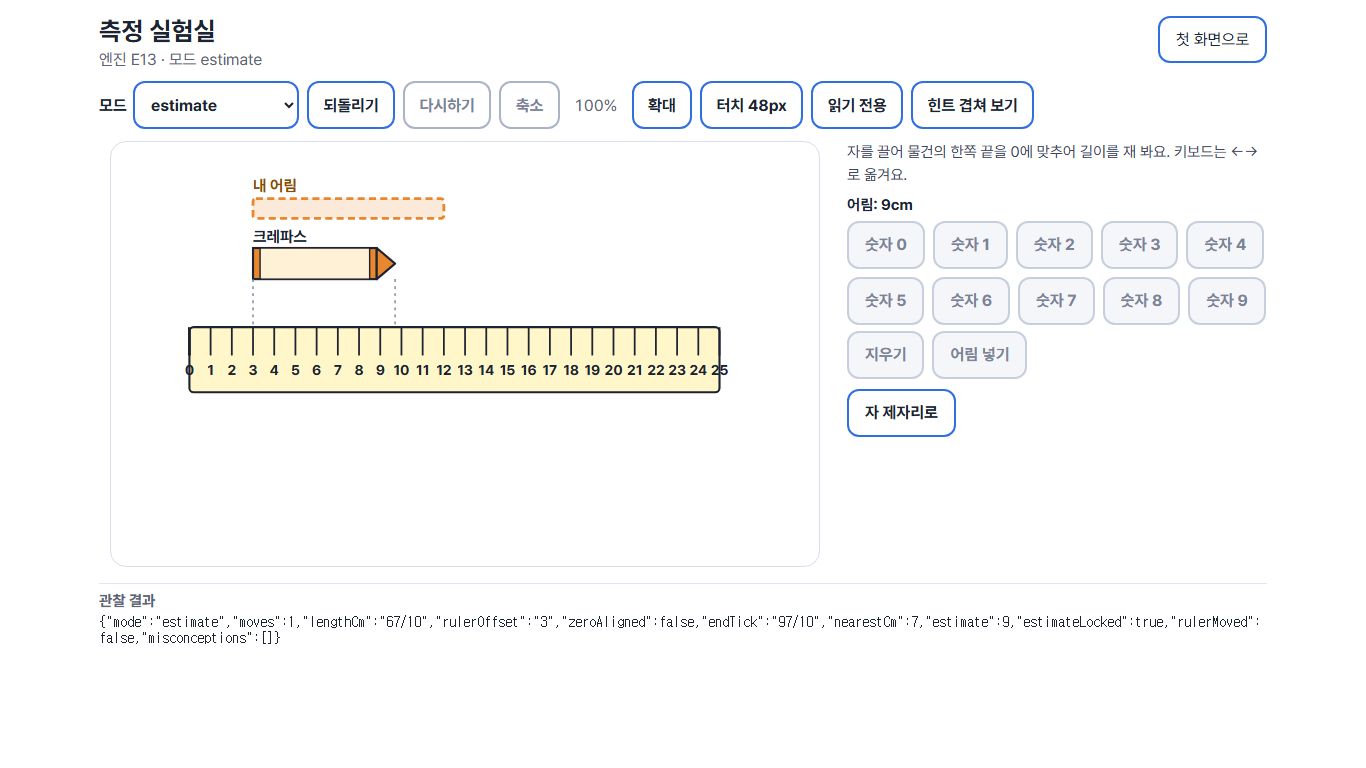 측정 실험실
엔진 E13 · 모드 estimate
첫 화면으로
모드 estimate 되돌리기 다시하기 축소 100% 확대 터치 48px 읽기 전용 힌트 겹쳐 보기
내 어림
크레파스
0 1 2 3 4 5 6 7 8 9 10 11 12 13 14 15 16 17 18 19 20 21 22 23 24 25
자를 끌어 물건의 한쪽 끝을 0에 맞추어 길이를 재 봐요. 키보드는 ←→
로 옮겨요.
어림: 9cm
숫자 0 숫자 1 숫자 2 숫자 3 숫자 4
숫자 5 숫자 6 숫자 7 숫자 8 숫자 9
지우기 어림 넣기
자 제자리로
관찰 결과
{"mode":"estimate","moves":1,"lengthCm":"67/10","rulerOffset":"3","zeroAligned":false,"endTick":"97/10","nearestCm":7,"estimate":9,"estimateLocked":true,"rulerMoved":
false,"misconceptions":[]}